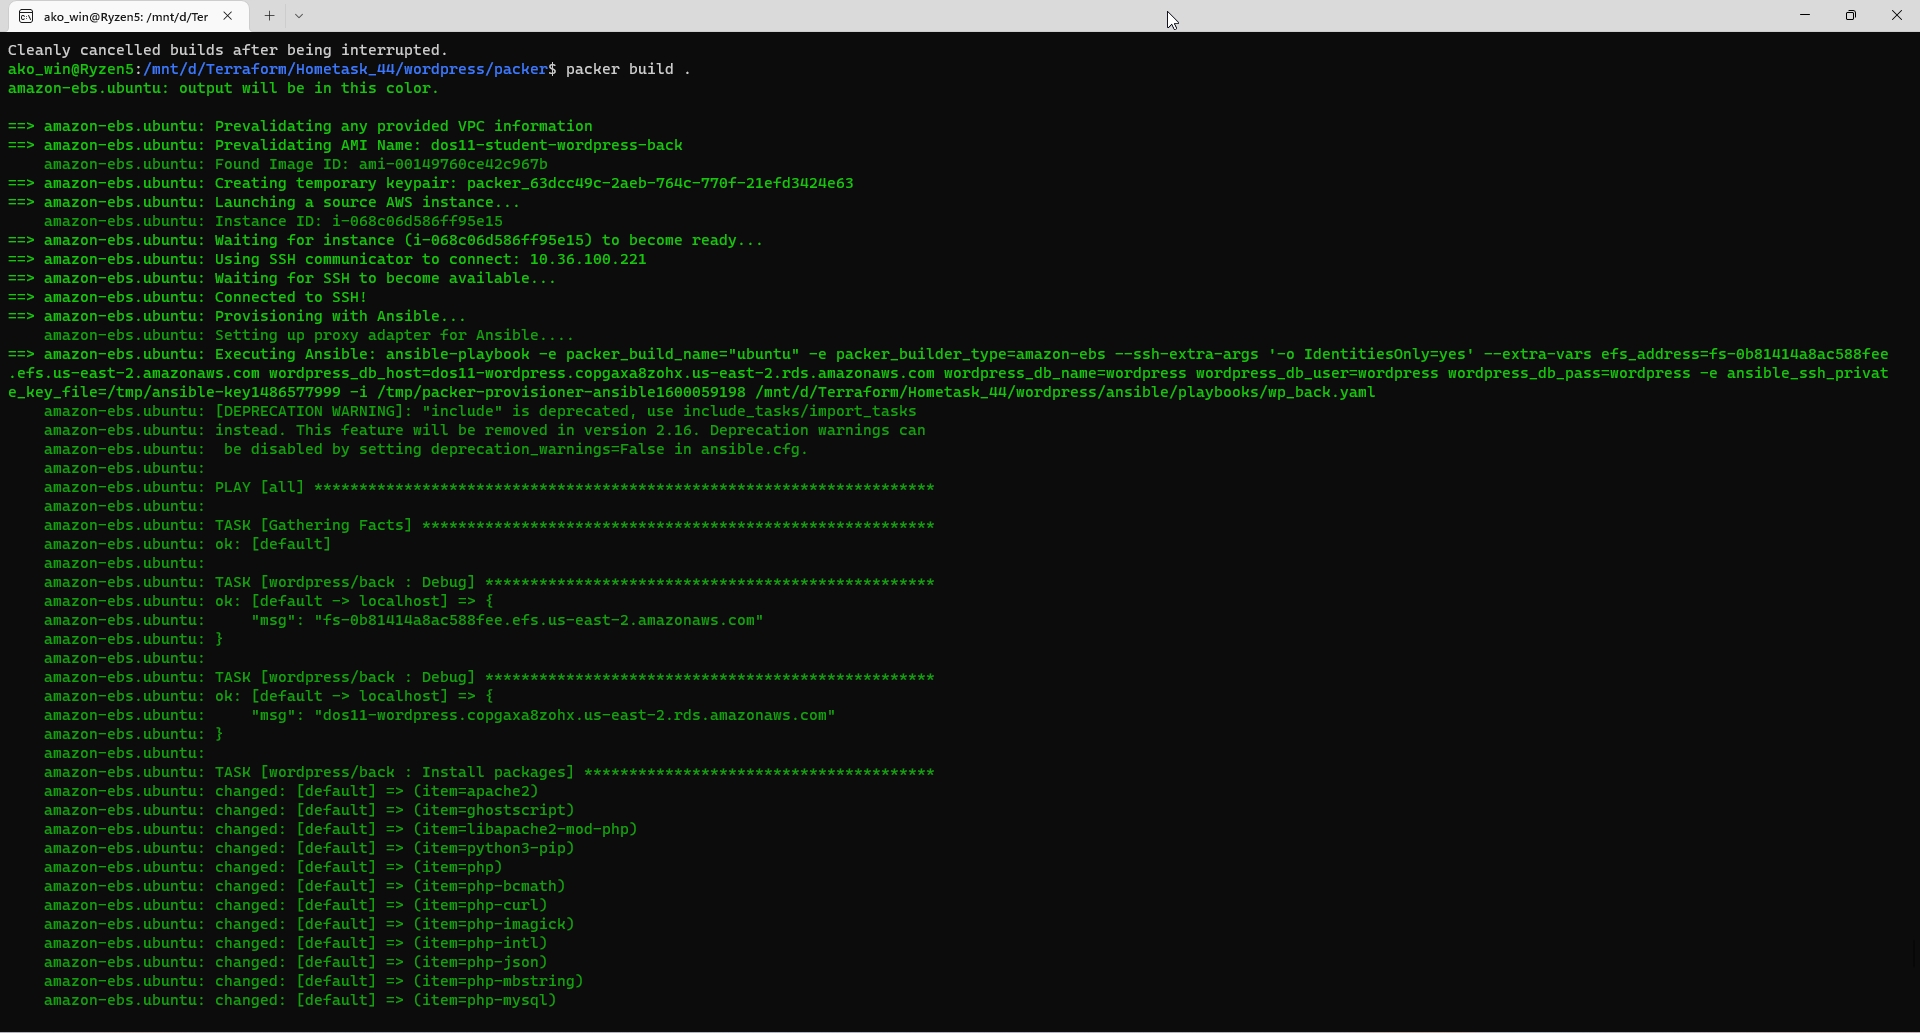 ako_win@Ryzen5: /mnt/d/Ter
Cleanly cancelled builds after being interrupted.
ako_win@Ryzen5:/mnt/d/Terraform/Hometask_44/wordpress/packer$ packer build .
amazon-ebs.ubuntu: output will be in this color.
==> amazon-ebs.ubuntu: Prevalidating any provided VPC information
==> amazon-ebs.ubuntu: Prevalidating AMI Name: dos11-student-wordpress-back
amazon-ebs.ubuntu: Found Image ID: ami-00149760ce42c967b
==> amazon-ebs.ubuntu: Creating temporary keypair: packer_63dcc49c-2aeb-764c-770f-21efd3424e63
==> amazon-ebs.ubuntu: Launching a source AWS instance...
amazon-ebs.ubuntu: Instance ID: i-068c06d586ff95e15
==> amazon-ebs.ubuntu: Waiting for instance (i-068c06d586ff95e15) to become ready...
==> amazon-ebs.ubuntu: Using SSH communicator to connect: 10.36.100.221
==> amazon-ebs.ubuntu: Waiting for SSH to become available...
==> amazon-ebs.ubuntu: Connected to SSH!
==> amazon-ebs.ubuntu: Provisioning with Ansible...
amazon-ebs.ubuntu: Setting up proxy adapter for Ansible....
==> amazon-ebs.ubuntu: Executing Ansible: ansible-playbook -e packer_build_name="ubuntu" -e packer_builder_type=amazon-ebs --ssh-extra-args '-o IdentitiesOnly=yes' --extra-vars efs_address=fs-0b81414a8ac588fee
.efs.us-east-2.amazonaws.com wordpress_db_host=dos11-wordpress.copgaxa8zohx.us-east-2.rds.amazonaws.com wordpress_db_name=wordpress wordpress_db_user=wordpress wordpress_db_pass=wordpress -e ansible_ssh_privat
e_key_file=/tmp/ansible-key1486577999 -i /tmp/packer-provisioner-ansible1600059198 /mnt/d/Terraform/Hometask_44/wordpress/ansible/playbooks/wp_back.yaml
amazon-ebs.ubuntu: [DEPRECATION WARNING]: "include" is deprecated, use include_tasks/import_tasks
amazon-ebs.ubuntu: instead. This feature will be removed in version 2.16. Deprecation warnings can
amazon-ebs.ubuntu:  be disabled by setting deprecation_warnings=False in ansible.cfg.
amazon-ebs.ubuntu:
amazon-ebs.ubuntu: PLAY [all] *********************************************************************
amazon-ebs.ubuntu:
amazon-ebs.ubuntu: TASK [Gathering Facts] *********************************************************
amazon-ebs.ubuntu: ok: [default]
amazon-ebs.ubuntu:
amazon-ebs.ubuntu: TASK [wordpress/back : Debug] **************************************************
amazon-ebs.ubuntu: ok: [default -> localhost] => {
amazon-ebs.ubuntu:     "msg": "fs-0b81414a8ac588fee.efs.us-east-2.amazonaws.com"
amazon-ebs.ubuntu: }
amazon-ebs.ubuntu:
amazon-ebs.ubuntu: TASK [wordpress/back : Debug] **************************************************
amazon-ebs.ubuntu: ok: [default -> localhost] => {
amazon-ebs.ubuntu:     "msg": "dos11-wordpress.copgaxa8zohx.us-east-2.rds.amazonaws.com"
amazon-ebs.ubuntu: }
amazon-ebs.ubuntu:
amazon-ebs.ubuntu: TASK [wordpress/back : Install packages] ***************************************
amazon-ebs.ubuntu: changed: [default] => (item=apache2)
amazon-ebs.ubuntu: changed: [default] => (item=ghostscript)
amazon-ebs.ubuntu: changed: [default] => (item=libapache2-mod-php)
amazon-ebs.ubuntu: changed: [default] => (item=python3-pip)
amazon-ebs.ubuntu: changed: [default] => (item=php)
amazon-ebs.ubuntu: changed: [default] => (item=php-bcmath)
amazon-ebs.ubuntu: changed: [default] => (item=php-curl)
amazon-ebs.ubuntu: changed: [default] => (item=php-imagick)
amazon-ebs.ubuntu: changed: [default] => (item=php-intl)
amazon-ebs.ubuntu: changed: [default] => (item=php-json)
amazon-ebs.ubuntu: changed: [default] => (item=php-mbstring)
amazon-ebs.ubuntu: changed: [default] => (item=php-mysql)